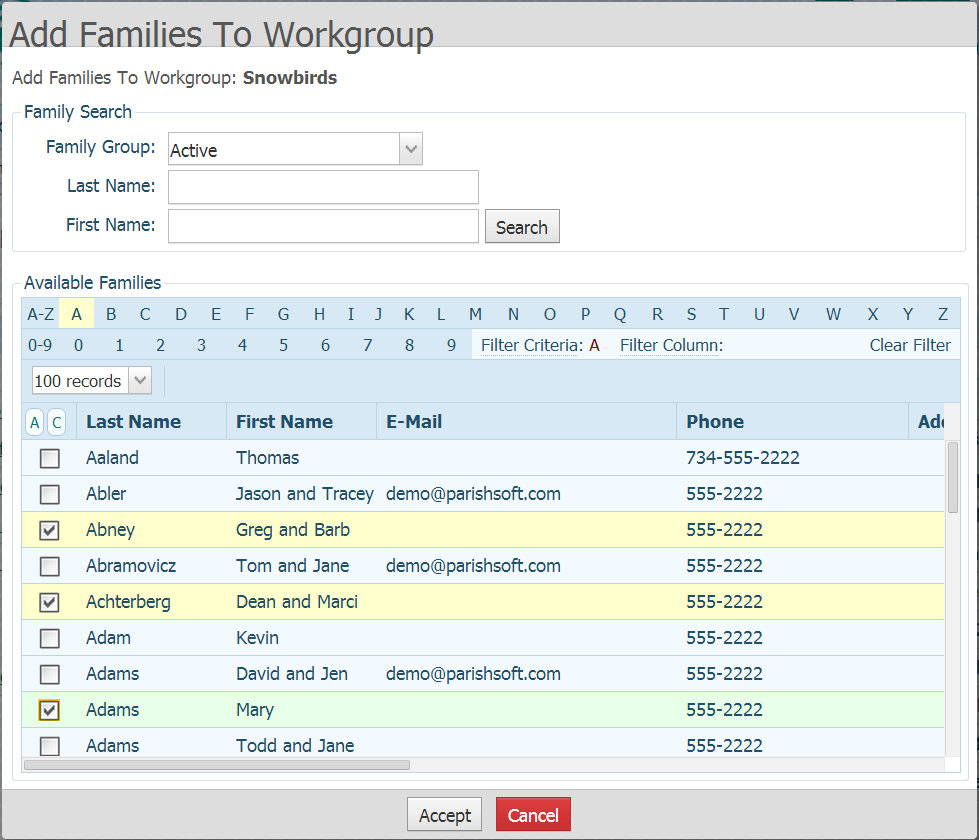 Add Families To Workgroup
Add Families To Workgroup: Snowbirds
Family Search
Family Group: Active
Last Name:
First Name: Search
Available Families
A-Z A B C D E F G H I J K L M N O P Q R S T U V W X Y Z
0-9 0 1 2 3 4 5 6 7 8 9 Filter Criteria: A Filter Column: Clear Filter
100 records
A C Last Name First Name E-Mail Phone
Aaland Thomas 734-555-2222
Abler Jason and Tracey demo@parishsoft.com 555-2222
Abney Greg and Barb 555-2222
Abramovicz Tom and Jane demo@parishsoft.com 555-2222
Achterberg Dean and Marci 555-2222
Adam Kevin 555-2222
Adams David and Jen demo@parishsoft.com 555-2222
Adams Mary 555-2222
Adams Todd and Jane 555-2222
Accept Cancel